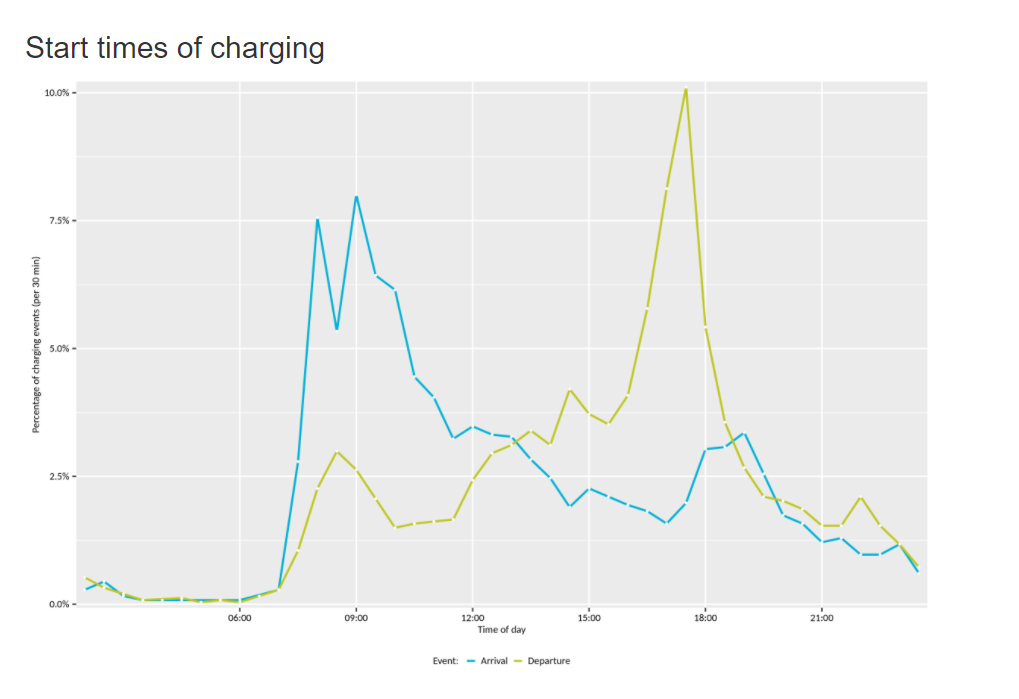 Start times of charging
10.0%
7.5%
5.0%
2.5%
0.0%
Percentage of charging events (per 30 min)
06:00 09:00 12:00 15:00 18:00 21:00
Time of day
Event: Arrival Departure